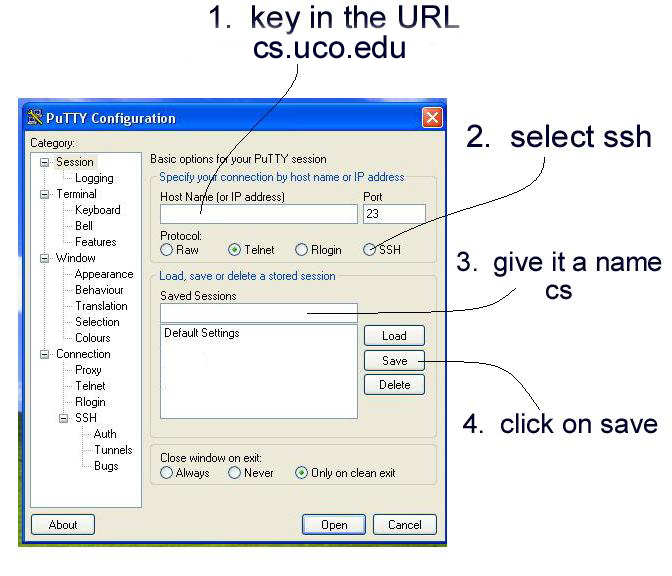 1. key in the URL
cs.uco.edu
PuTTY Configuration
2. select ssh
Category:
Session
Logging
Terminal
Keyboard
Bell
Features
Window
Appearance
Behaviour
Translation
Selection
Colours
Connection
Proxy
Telnet
Rlogin
SSH
Auth
Tunnels
Bugs
Basic options for your PuTTY session
Specify your connection by host name or IP address
Host Name (or IP address) Port
23
Protocol:
Raw Telnet Rlogin SSH
3. give it a name
cs
Load, save or delete a stored session
Saved Sessions
Default Settings
Load
Save
Delete
4. click on save
Close window on exit:
Always Never Only on clean exit
About Open Cancel